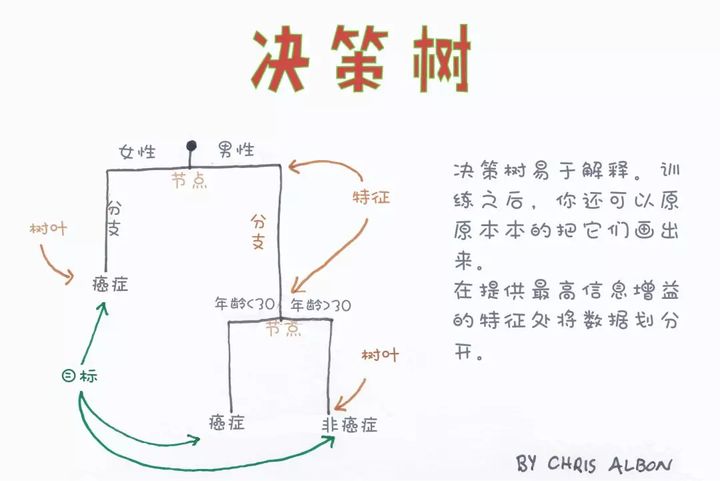 决策树
女性
男性
节点
特征
分支
分支
树叶
癌症
年龄<30
年龄>30
节点
树叶
目标
癌症
非癌症
决策树易于解释。训
练之后，你还可以原
原本本的把它们画出
来。
在提供最高信息增益
的特征处将数据划分
开。
BY CHRIS ALBON